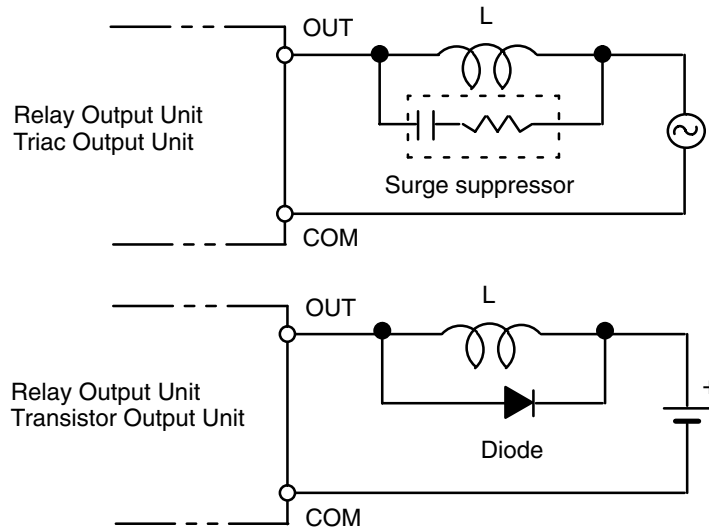 OUT
L
Relay Output Unit
Triac Output Unit
Surge suppressor
COM
OUT
L
+
Relay Output Unit
Transistor Output Unit
Diode
COM